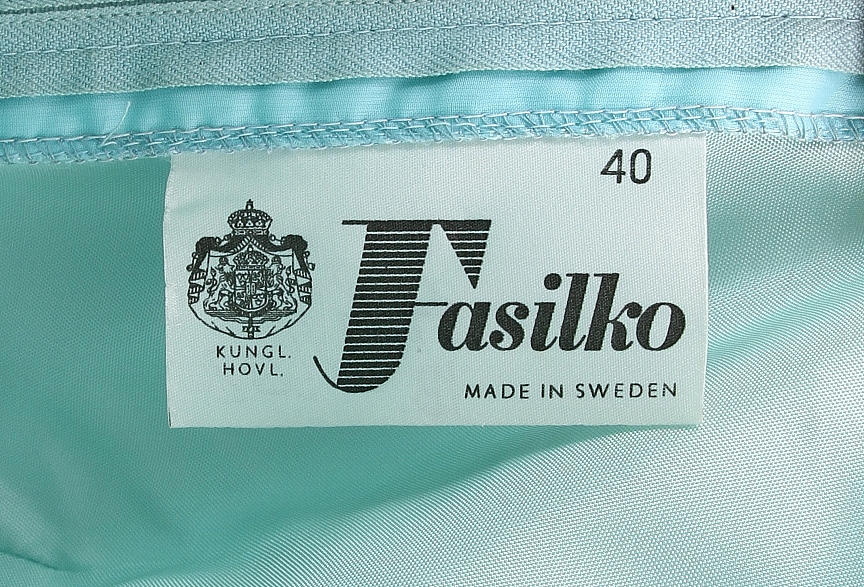 40
Fasilko
KUNGL.
HOVL.
MADE IN SWEDEN